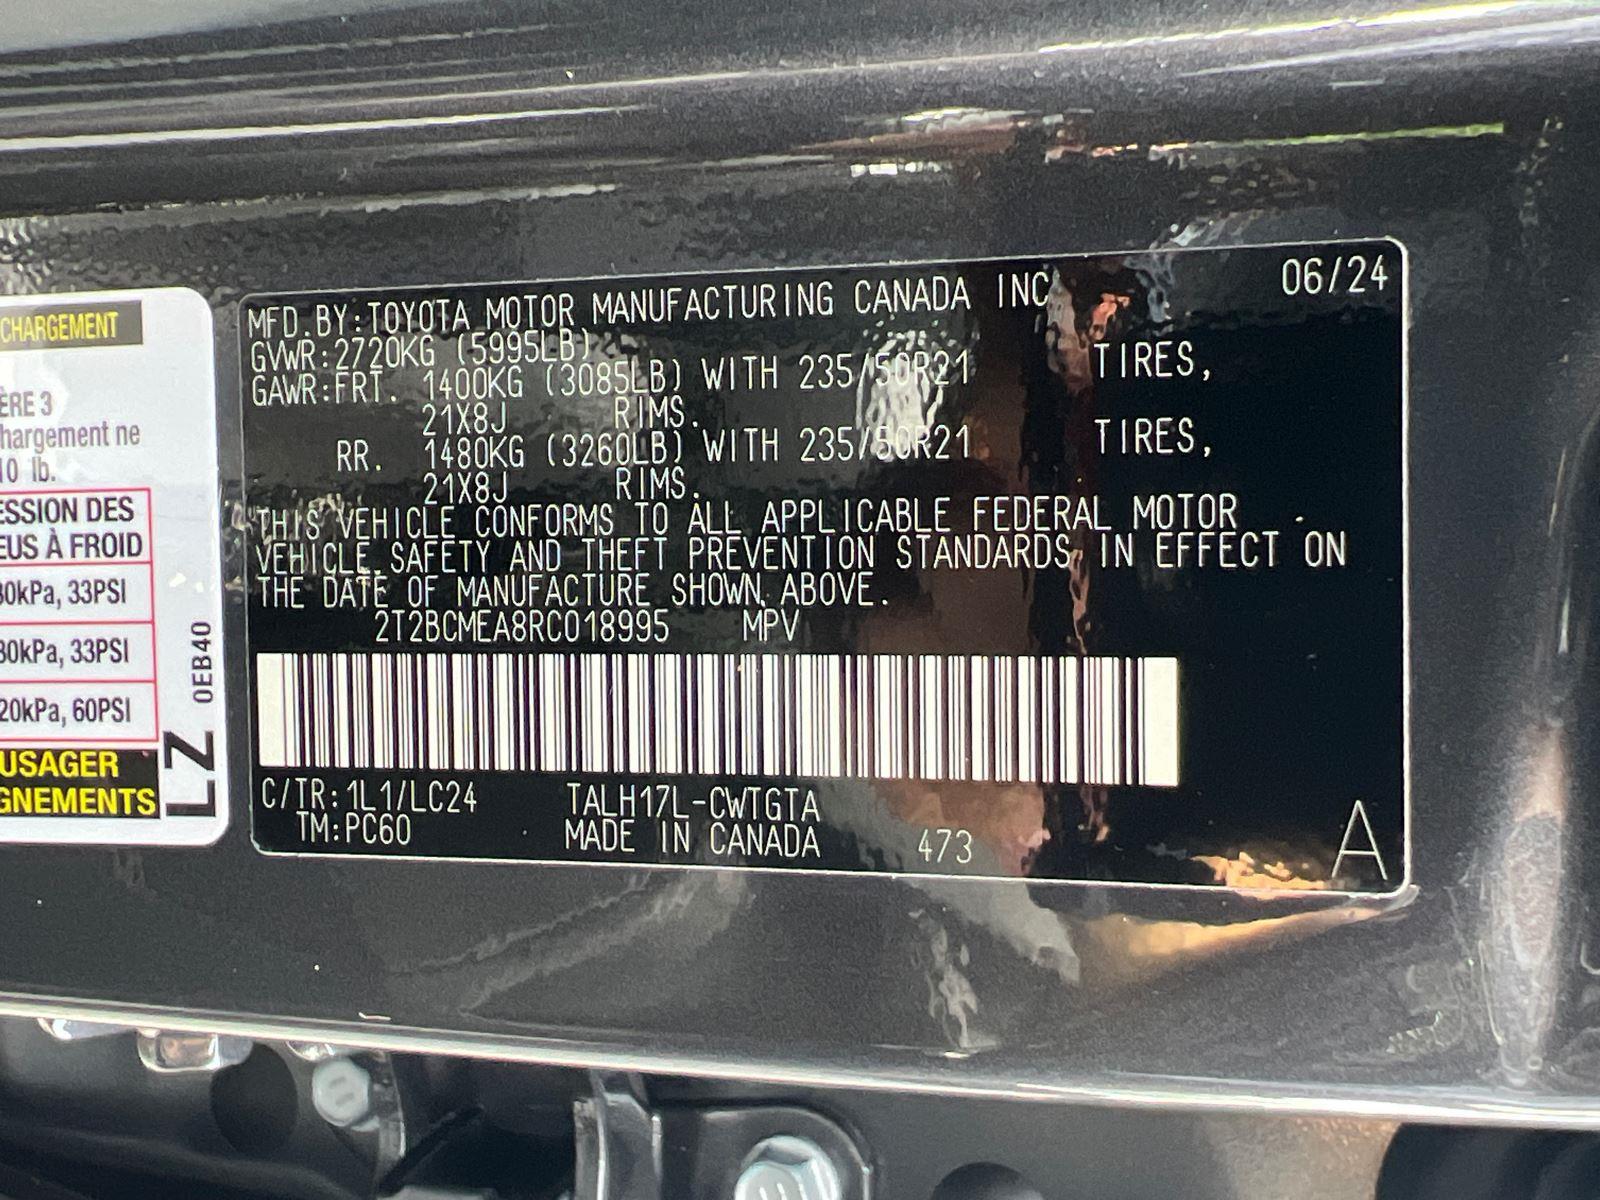 CHARGEMENT
ÈRE 3
hargement ne
10 lb.
ESSION DES
EUS À FROID
30kPa, 33PSI
30kPa, 33PSI
20kPa, 60PSI
USAGER
GNEMENTS
LZ 0EB40
MFD.BY:TOYOTA MOTOR MANUFACTURING CANADA INC 06/24
GVWR:2720KG (5995LB)
GAWR:FRT. 1400KG (3085LB) WITH 235/50R21 TIRES,
21X8J RIMS.
RR. 1480KG (3260LB) WITH 235/50R21 TIRES,
21X8J RIMS.
THIS VEHICLE CONFORMS TO ALL APPLICABLE FEDERAL MOTOR
VEHICLE SAFETY AND THEFT PREVENTION STANDARDS IN EFFECT ON
THE DATE OF MANUFACTURE SHOWN ABOVE.
2T2BCMEA8RC018995 MPV
C/TR:1L1/LC24 TALH17L-CWTGTA
TM:PC60 MADE IN CANADA 473 A